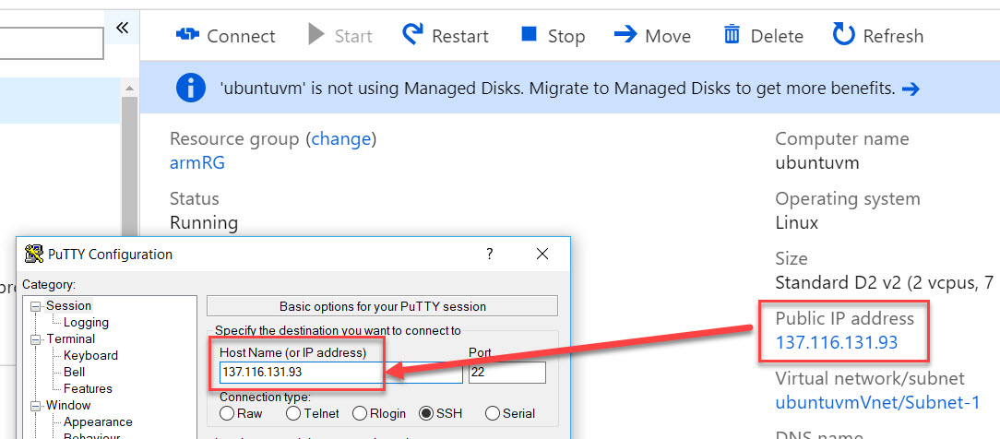 «
Connect Start Restart Stop Move Delete Refresh
'ubuntuvm' is not using Managed Disks. Migrate to Managed Disks to get more benefits. →
Resource group (change)
armRG
Status
Running
Computer name
ubuntuvm
Operating system
Linux
Size
Standard D2 v2 (2 vcpus, 7
Public IP address
137.116.131.93
Virtual network/subnet
ubuntuvmVnet/Subnet-1
DNS name
PuTTY Configuration ?
Category:
Session
Logging
Terminal
Keyboard
Bell
Features
Window
Appearance
Behaviour
Basic options for your PuTTY session
Specify the destination you want to connect to
Host Name (or IP address) Port
137.116.131.93 22
Connection type:
Raw Telnet Rlogin SSH Serial